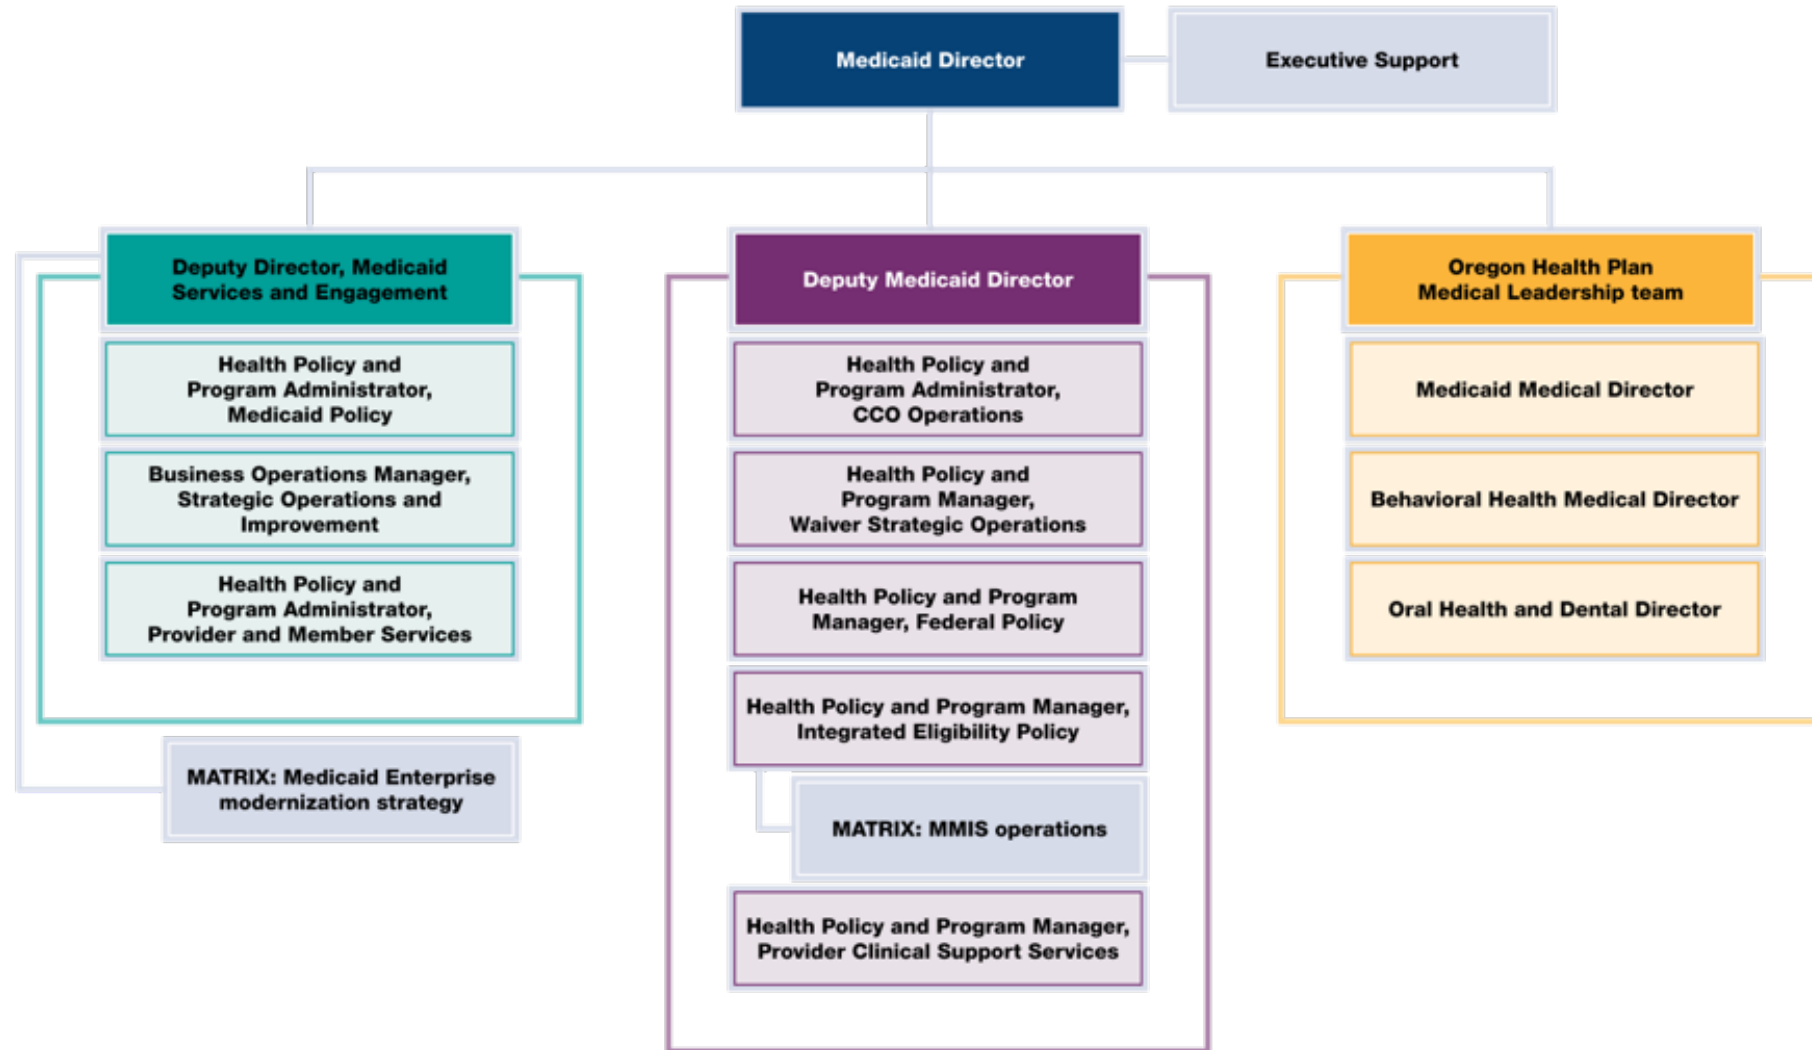 Medicaid Director
Executive Support
Deputy Director, Medicaid
Services and Engagement
Health Policy and
Program Administrator,
Medicaid Policy
Business Operations Manager,
Strategic Operations and
Improvement
Health Policy and
Program Administrator,
Provider and Member Services
MATRIX: Medicaid Enterprise
modernization strategy
Deputy Medicaid Director
Health Policy and
Program Administrator,
CCO Operations
Health Policy and
Program Manager,
Waiver Strategic Operations
Health Policy and Program
Manager, Federal Policy
Health Policy and Program Manager,
Integrated Eligibility Policy
MATRIX: MMIS operations
Health Policy and Program Manager,
Provider Clinical Support Services
Oregon Health Plan
Medical Leadership team
Medicaid Medical Director
Behavioral Health Medical Director
Oral Health and Dental Director